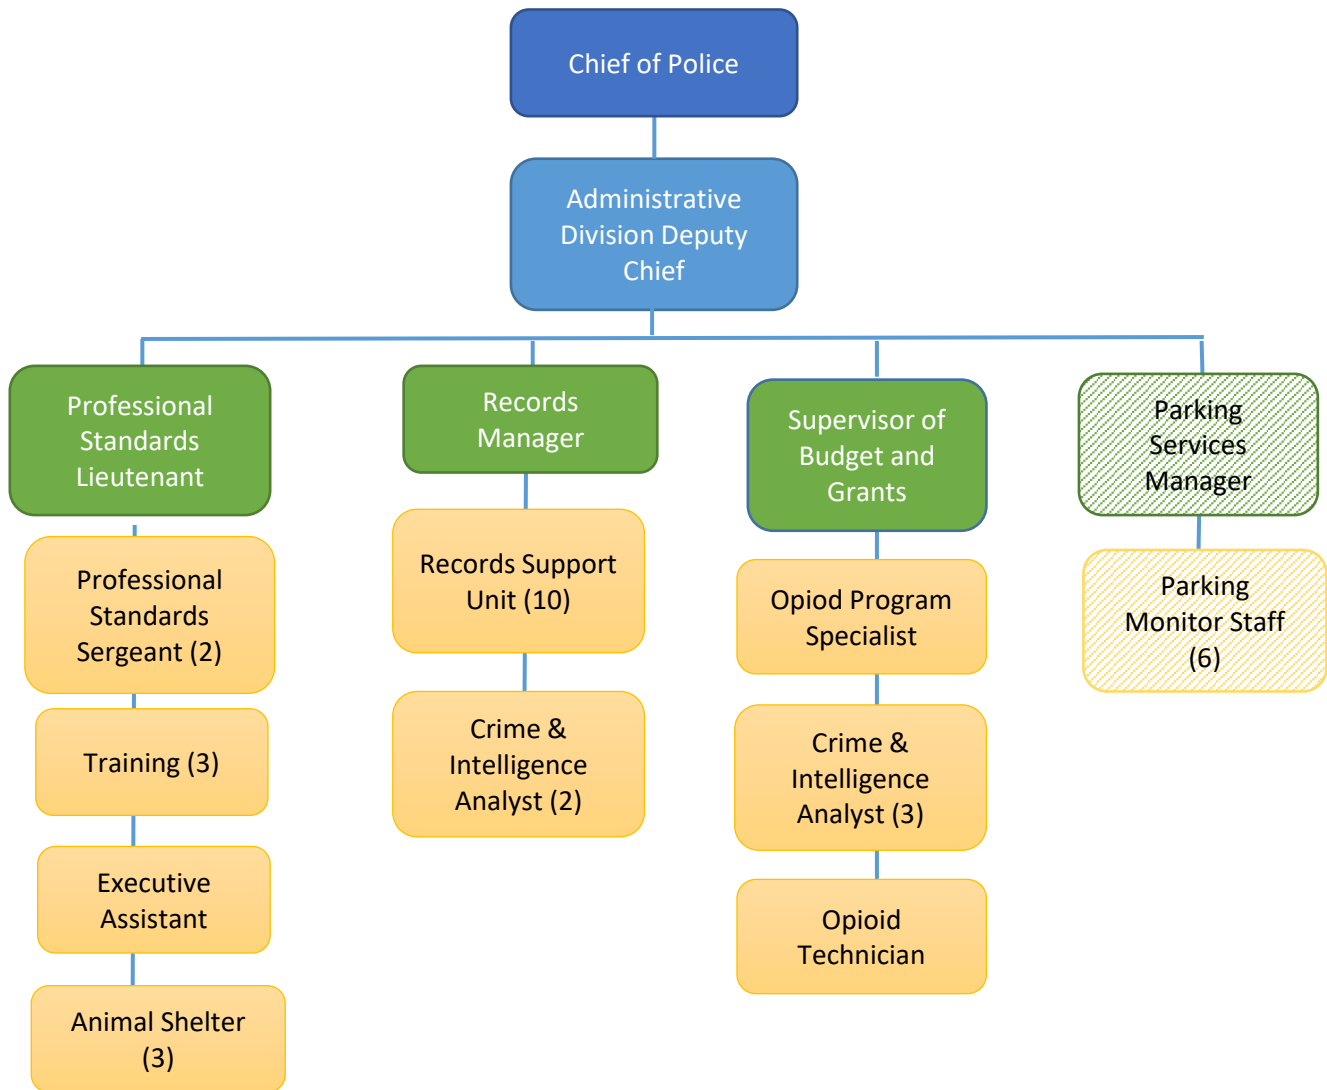 Chief of Police
Administrative
Division Deputy
Chief
Professional
Standards
Lieutenant
Professional
Standards
Sergeant (2)
Training (3)
Executive
Assistant
Animal Shelter
(3)
Records
Manager
Records Support
Unit (10)
Crime &
Intelligence
Analyst (2)
Supervisor of
Budget and
Grants
Opiod Program
Specialist
Crime &
Intelligence
Analyst (3)
Opioid
Technician
Parking
Services
Manager
Parking
Monitor Staff
(6)